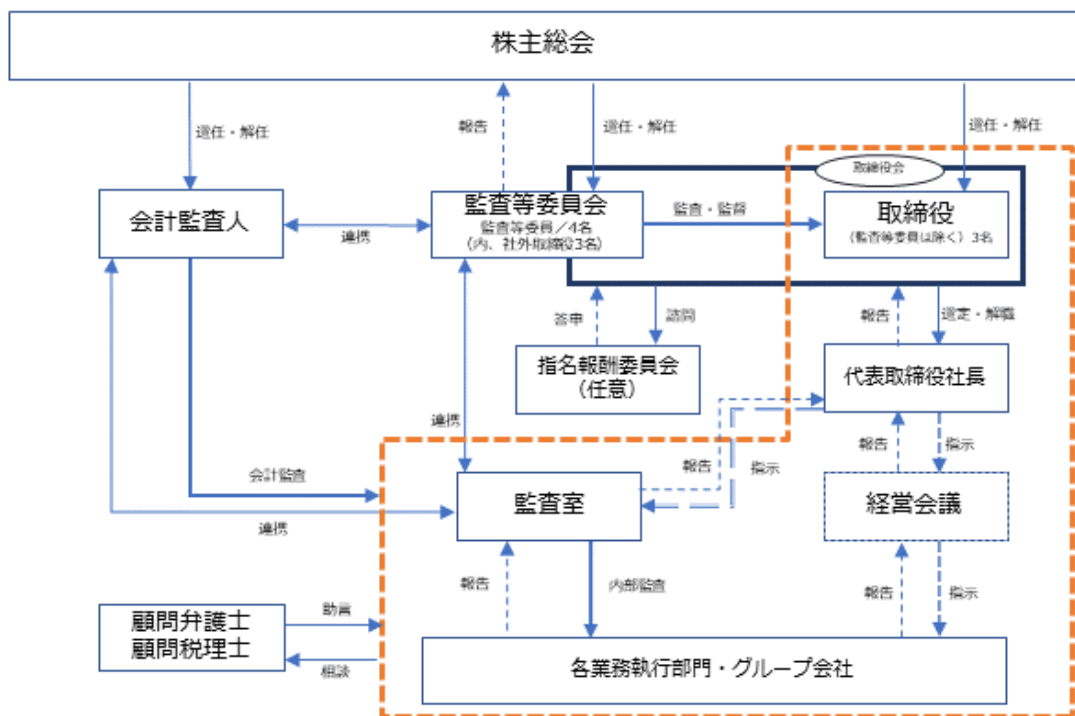 株主総会
選任・解任
報告
選任・解任
選任・解任
取締役会
会計監査人
連携
監査等委員会
監査等委員/4名
(内、社外取締役3名)
監査・監督
取締役
(監査等委員は除く)3名
答申
諮問
報告
選定・解職
指名報酬委員会
(任意)
代表取締役社長
連携
報告
指示
報告
指示
会計監査
連携
監査室
経営会議
報告
内部監査
報告
指示
顧問弁護士
顧問税理士
助言
相談
各業務執行部門・グループ会社